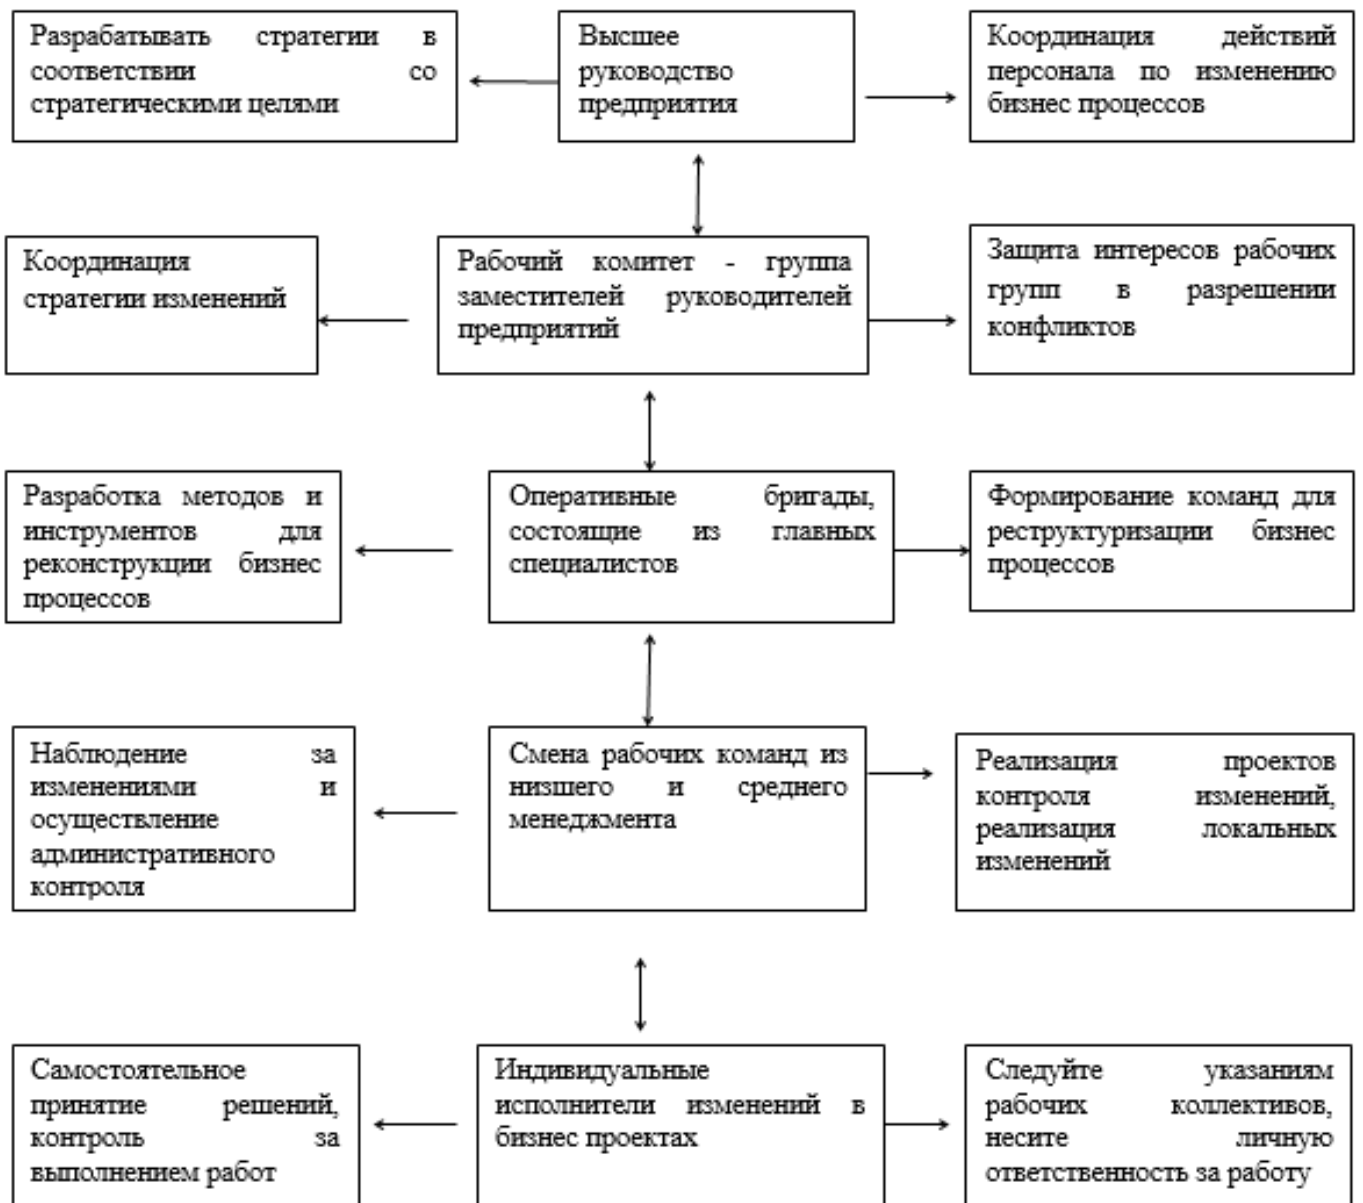 Разрабатывать стратегии в
соответствии со
стратегическими целями
Высшее
руководство
предприятия
Координация действий
персонала по изменению
бизнес процессов
Координация
стратегии изменений
Рабочий комитет - группа
заместителей руководителей
предприятий
Защита интересов рабочих
групп в разрешении
конфликтов
Разработка методов и
инструментов для
реконструкции бизнес
процессов
Оперативные бригады,
состоящие из главных
специалистов
Формирование команд для
реструктуризации бизнес
процессов
Наблюдение за
изменениями и
осуществление
административного
контроля
Смена рабочих команд из
низшего и среднего
менеджмента
Реализация проектов
контроля изменений,
реализация локальных
изменений
Самостоятельное
принятие решений,
контроль за
выполнением работ
Индивидуальные
исполнители изменений в
бизнес проектах
Следуйте указаниям
рабочих коллективов,
несите личную
ответственность за работу